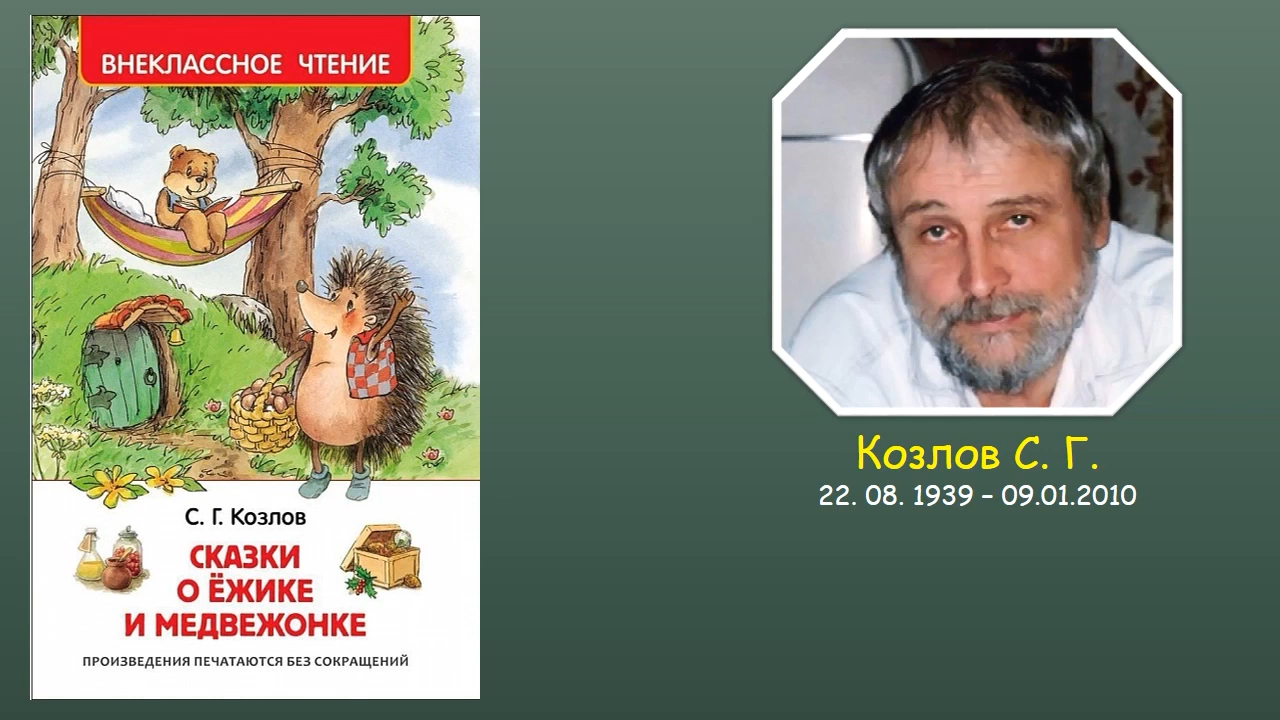 ВНЕКЛАССНОЕ ЧТЕНИЕ
С. Г. Козлов
СКАЗКИ
О ЁЖИКЕ
И МЕДВЕЖОНКЕ
ПРОИЗВЕДЕНИЯ ПЕЧАТАЮТСЯ БЕЗ СОКРАЩЕНИЙ
Козлов С. Г.
22. 08. 1939 – 09.01.2010